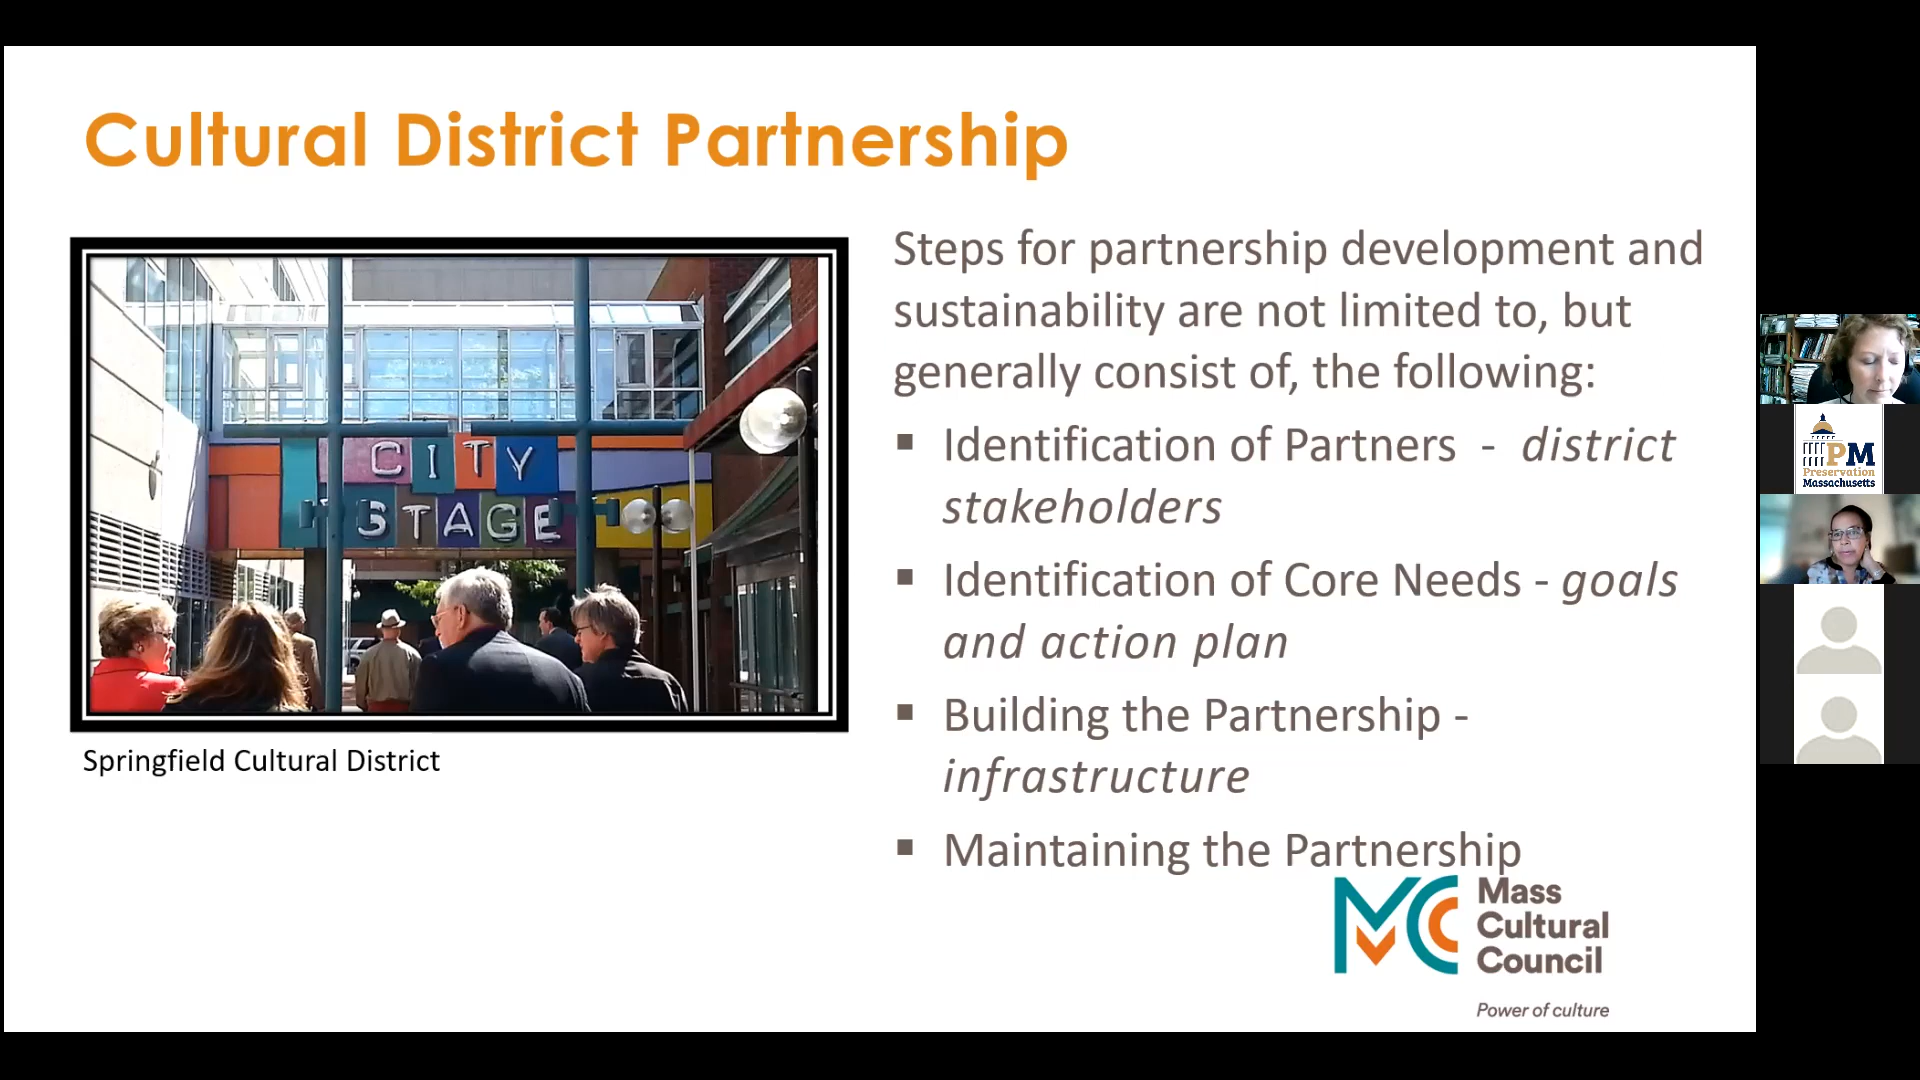 Cultural District Partnership
CITY
STAGE
Springfield Cultural District
Steps for partnership development and
sustainability are not limited to, but
generally consist of, the following:
▪ Identification of Partners - district
stakeholders
▪ Identification of Core Needs - goals
and action plan
▪ Building the Partnership -
infrastructure
▪ Maintaining the Partnership
MCC
Mass
Cultural
Council
Power of culture
PM
Preservation
Massachusetts